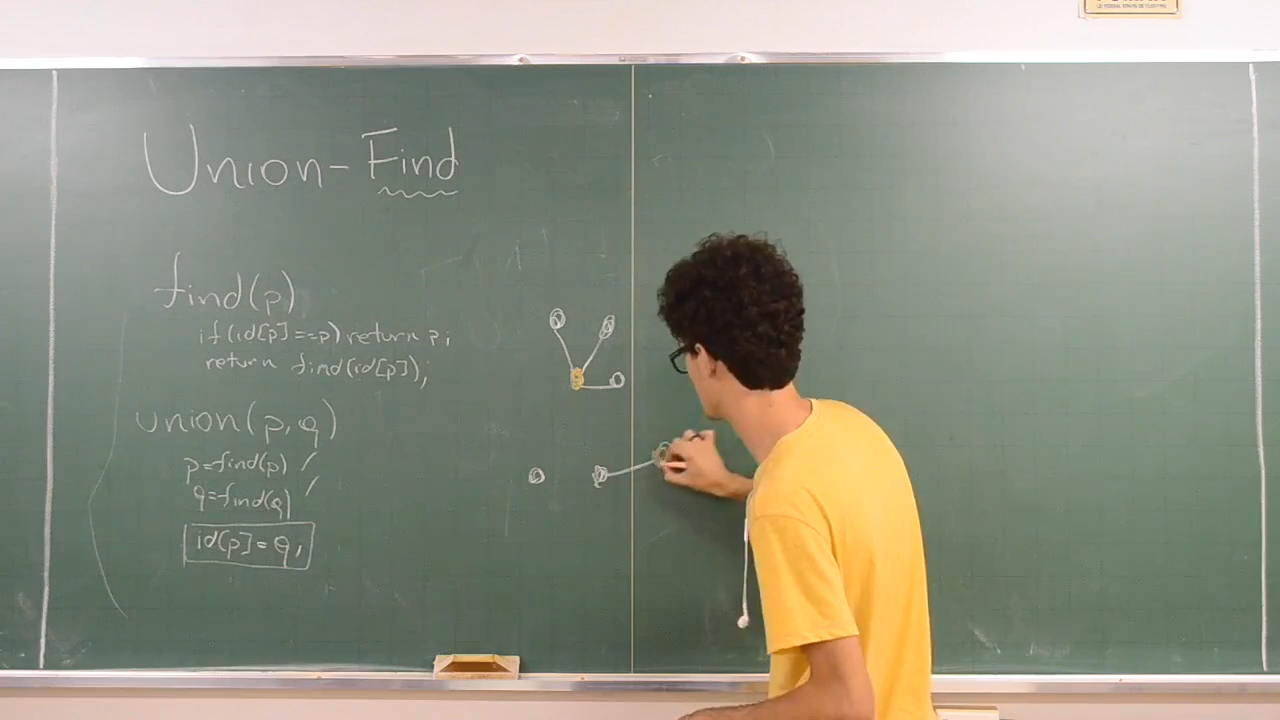 Union-Find
find(p)
if(id[p]==p) return p;
return find(id[p]);
union(p,q)
p=find(p)
q=find(q)
id[p]=q;